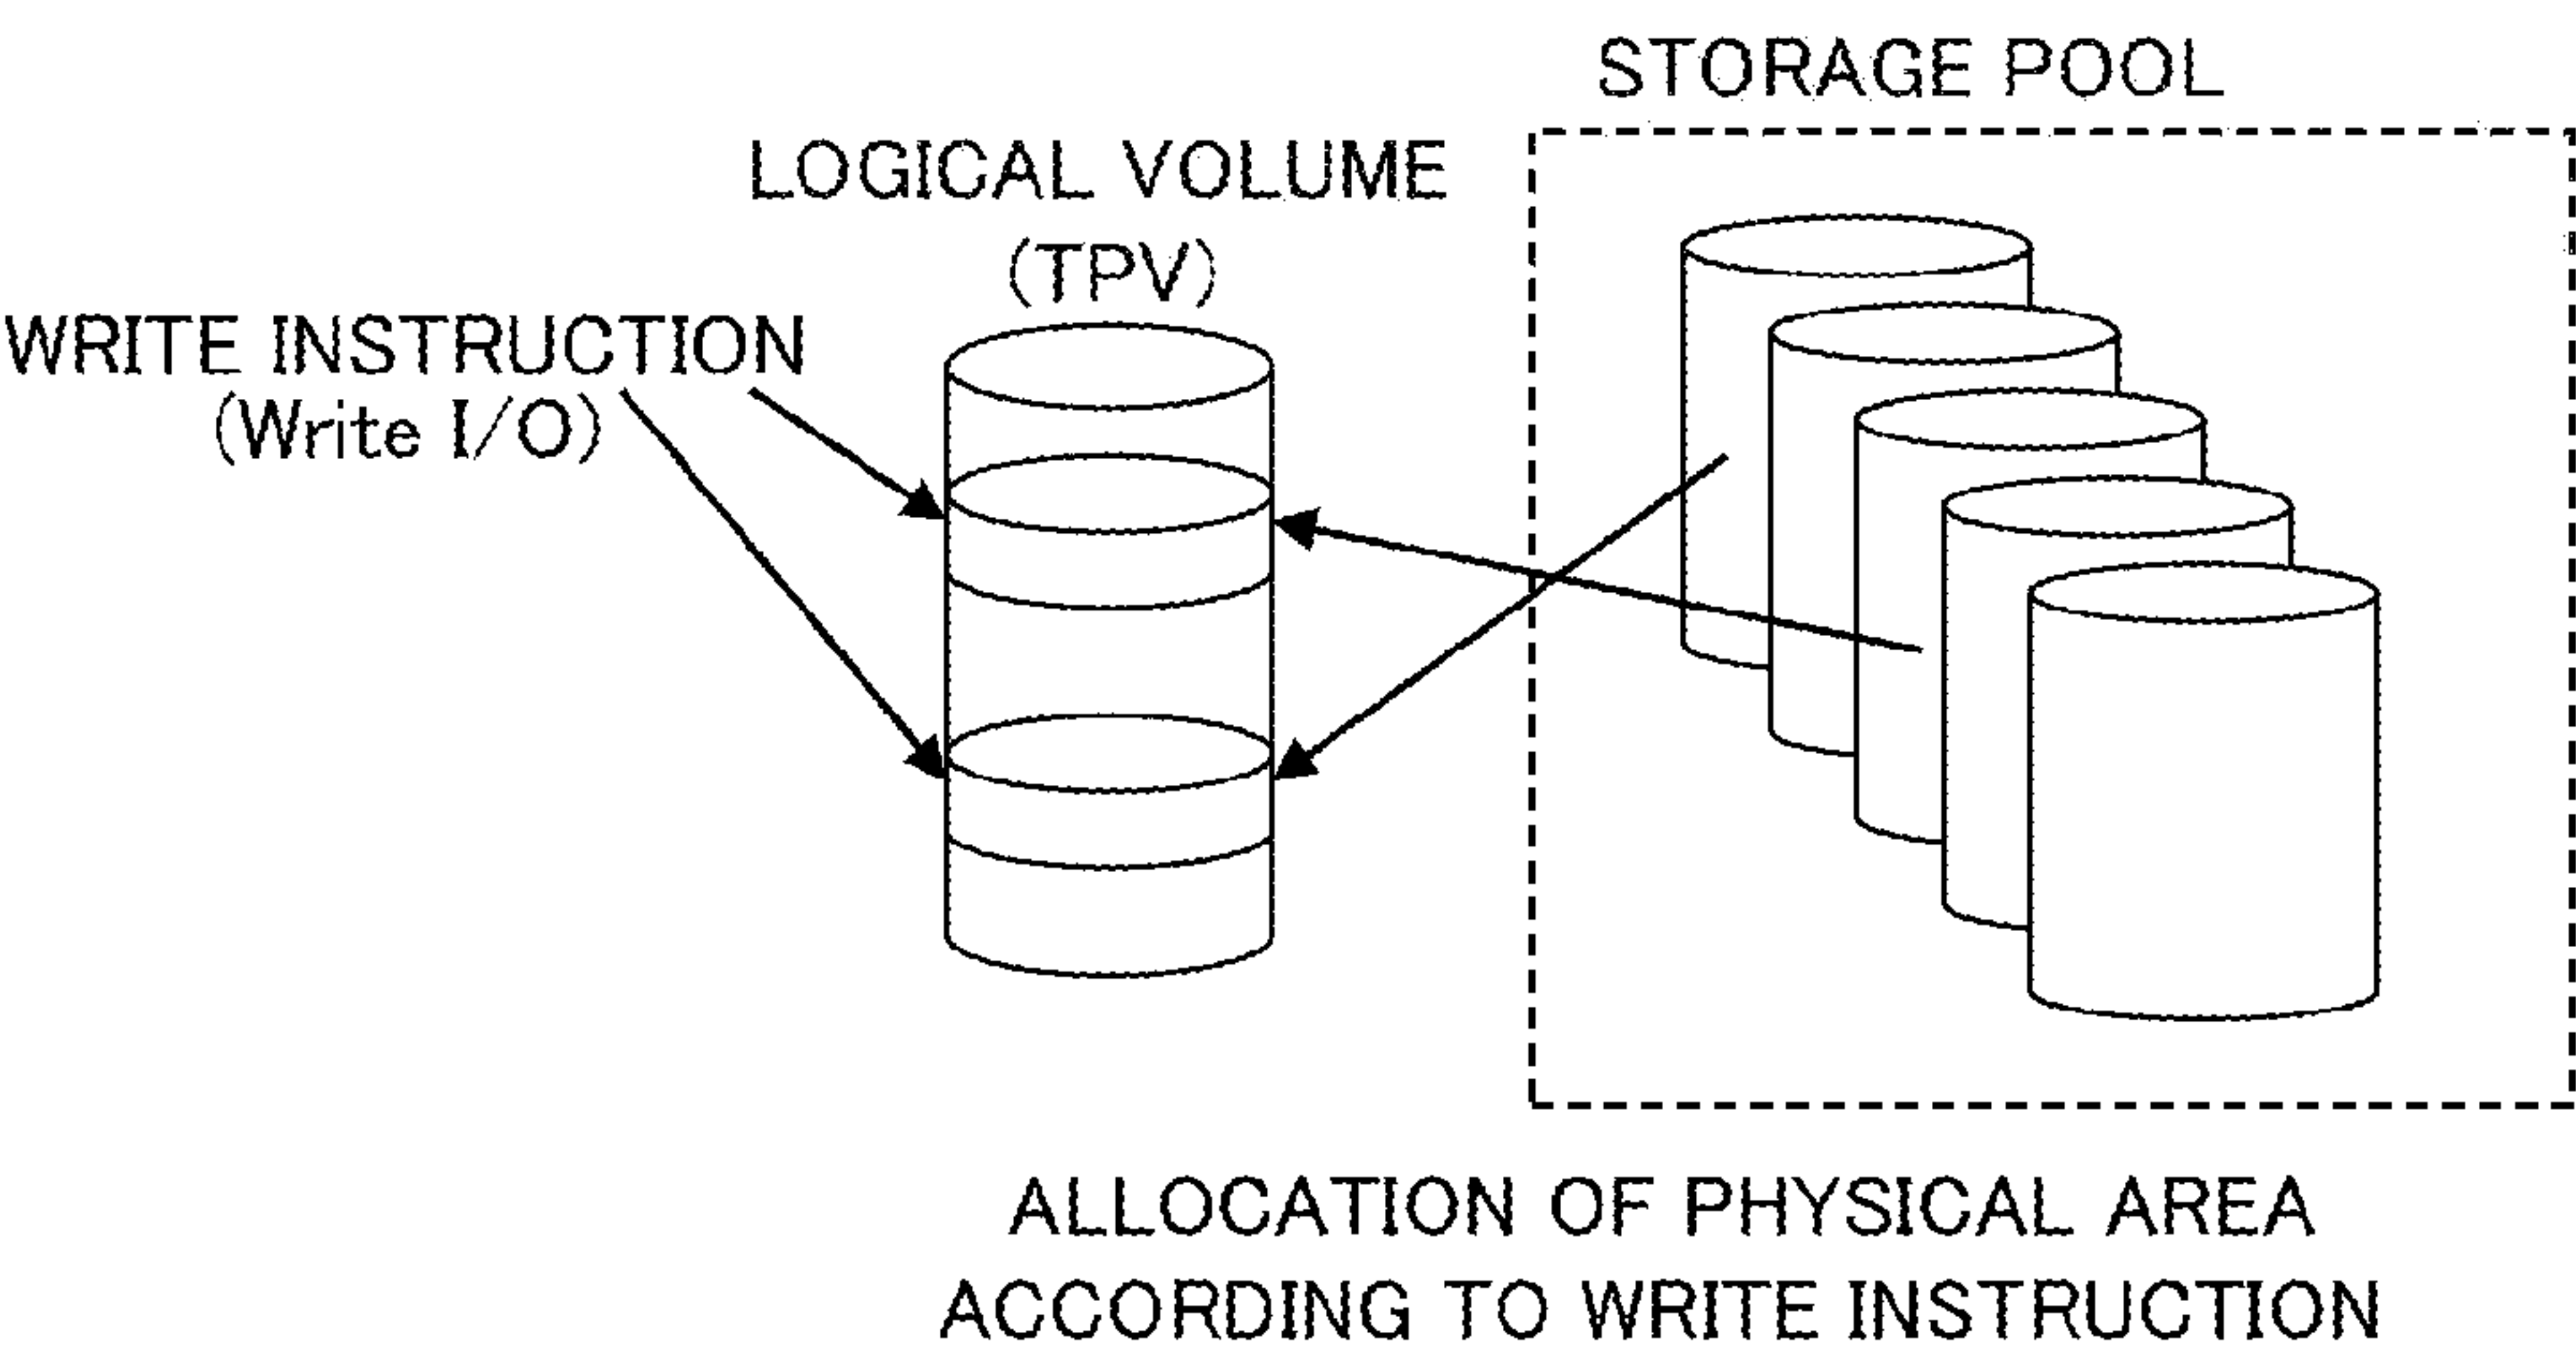 STORAGE POOL
LOGICAL VOLUME
(TPV)
WRITE INSTRUCTION
(Write I/O)
ALLOCATION OF PHYSICAL AREA
ACCORDING TO WRITE INSTRUCTION